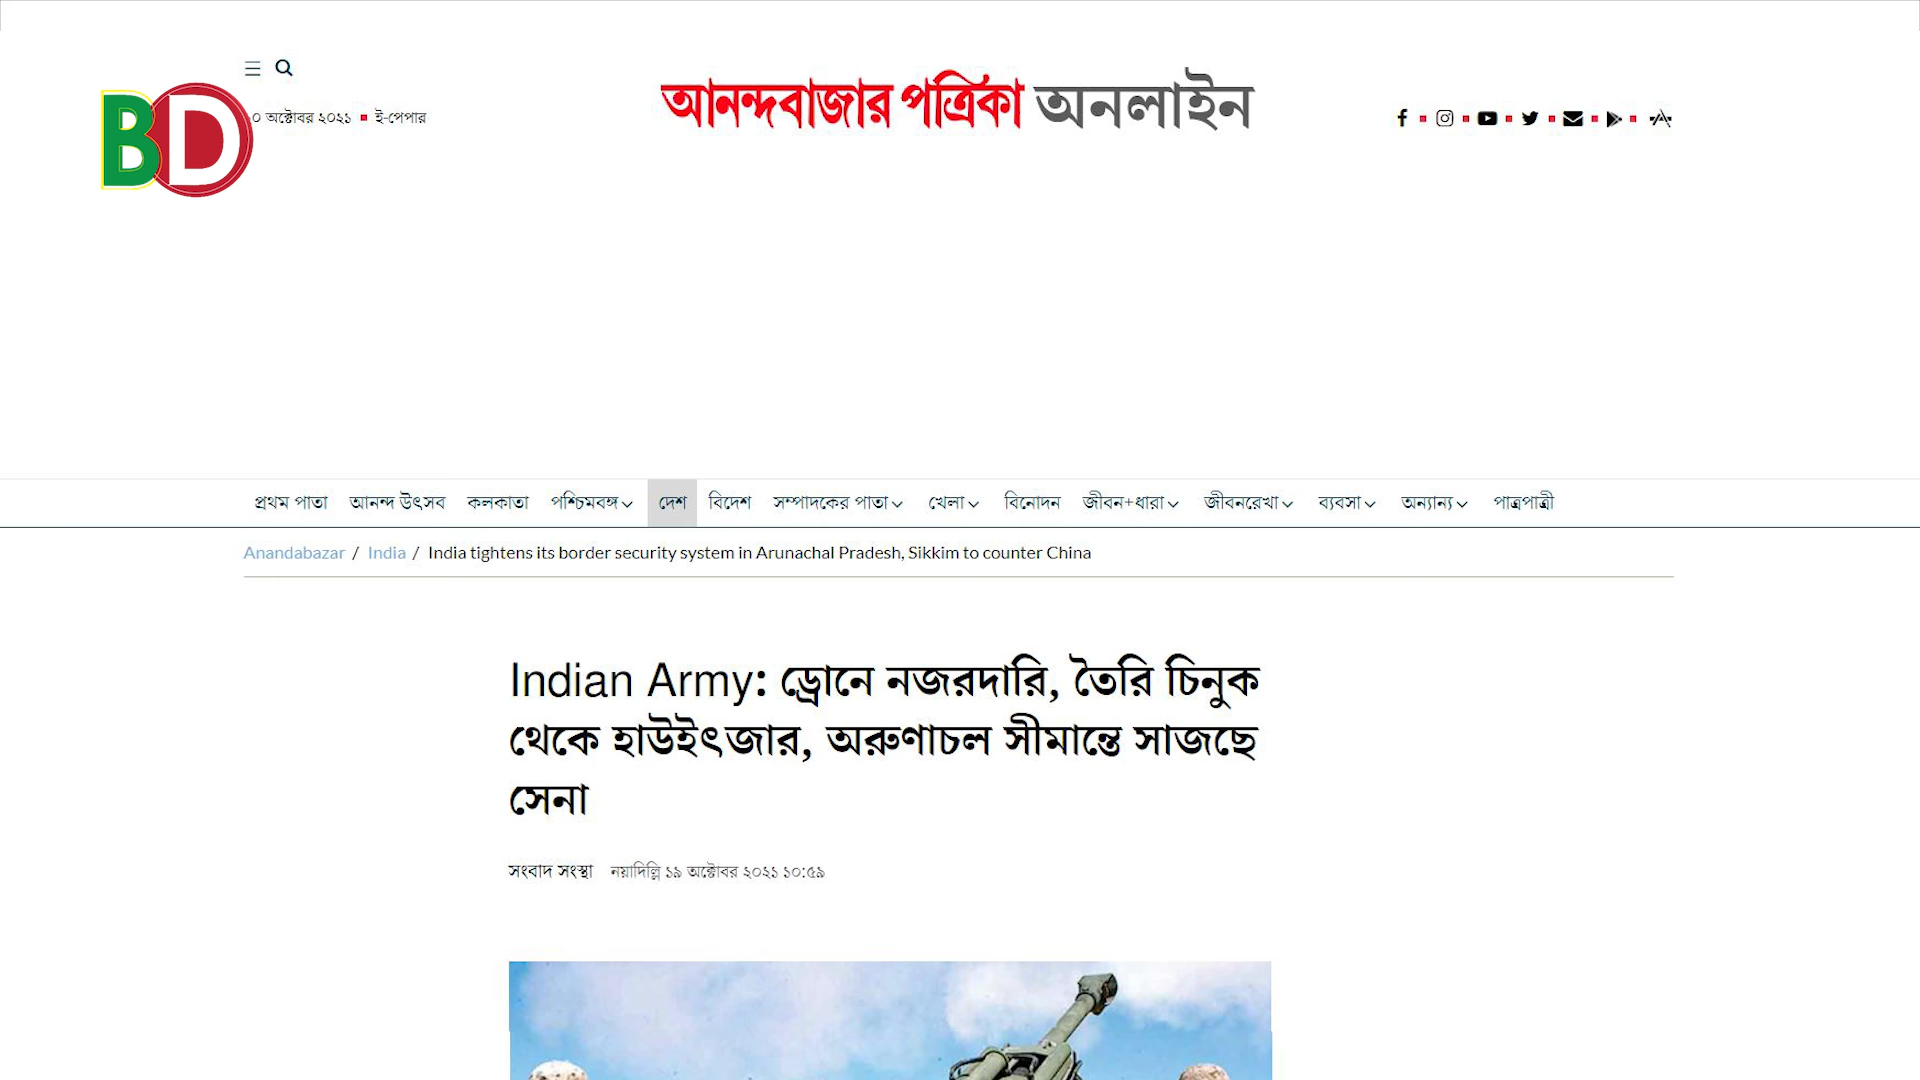 BD
অক্টোবর ২০২১ ই-পেপার
আনন্দবাজার পত্রিকা অনলাইন
প্রথম পাতা আনন্দ উৎসব কলকাতা পশ্চিমবঙ্গ দেশ বিদেশ সম্পাদকের পাতা খেলা বিনোদন জীবন+ধারা জীবনরেখা ব্যবসা অন্যান্য পাত্রপাত্রী
Anandabazar / India / India tightens its border security system in Arunachal Pradesh, Sikkim to counter China
Indian Army: ড্রোনে নজরদারি, তৈরি চিনুক
থেকে হাউইৎজার, অরুণাচল সীমান্তে সাজছে
সেনা
সংবাদ সংস্থা নয়াদিল্লি ১৯ অক্টোবর ২০২১ ১০:৫৯